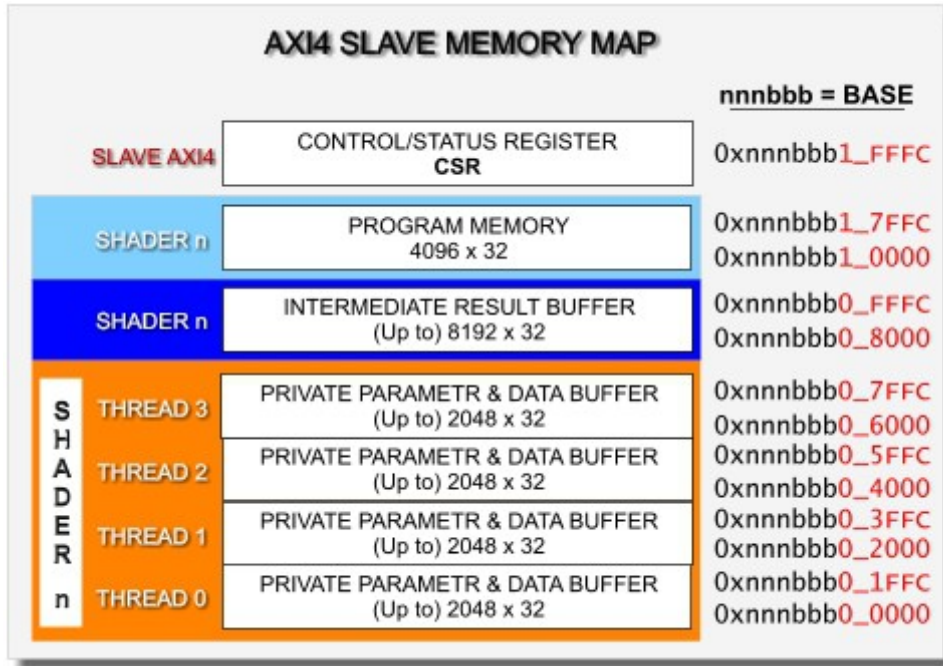 AXI4 SLAVE MEMORY MAP
nnnbbb = BASE
SLAVE AXI4
CONTROL/STATUS REGISTER
CSR
0xnnnbbb1_FFFC
SHADER n
PROGRAM MEMORY
4096 x 32
0xnnnbbb1_7FFC
0xnnnbbb1_0000
SHADER n
INTERMEDIATE RESULT BUFFER
(Up to) 8192 x 32
0xnnnbbb0_FFFC
0xnnnbbb0_8000
SHADER n
THREAD 3
PRIVATE PARAMETR & DATA BUFFER
(Up to) 2048 x 32
0xnnnbbb0_7FFC
0xnnnbbb0_6000
THREAD 2
PRIVATE PARAMETR & DATA BUFFER
(Up to) 2048 x 32
0xnnnbbb0_5FFC
0xnnnbbb0_4000
THREAD 1
PRIVATE PARAMETR & DATA BUFFER
(Up to) 2048 x 32
0xnnnbbb0_3FFC
0xnnnbbb0_2000
THREAD 0
PRIVATE PARAMETR & DATA BUFFER
(Up to) 2048 x 32
0xnnnbbb0_1FFC
0xnnnbbb0_0000